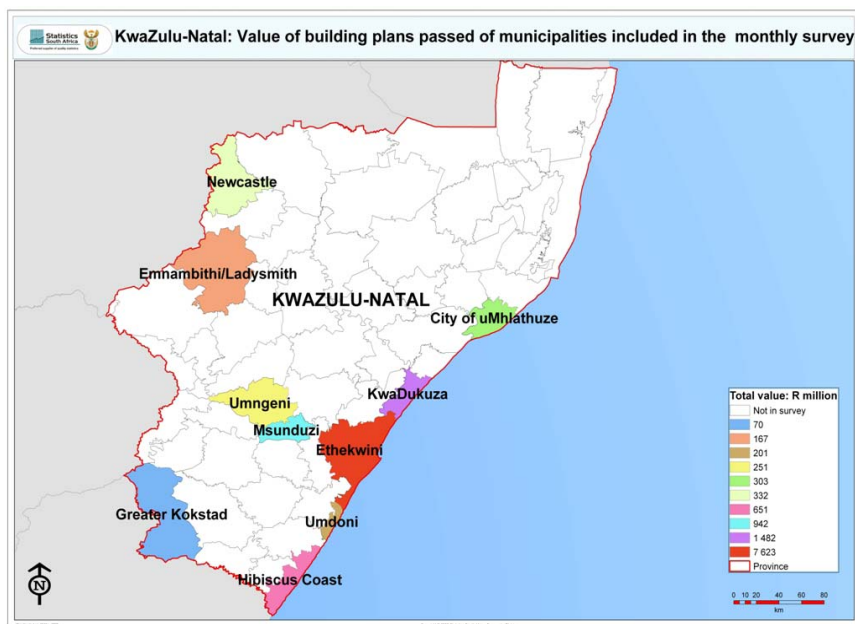 Statistics
South Africa
KwaZulu-Natal: Value of building plans passed of municipalities included in the monthly survey
Newcastle
Emnambithi/Ladysmith
KWAZULU-NATAL
City of uMhlathuze
KwaDukuza
Umngeni
Msunduzi
Ethekwini
Greater Kokstad
Umdoni
Hibiscus Coast
N
Total value: R million
Not in survey
70
167
201
251
303
332
651
942
1 482
7 623
Province
0 10 20 40 60 80
km